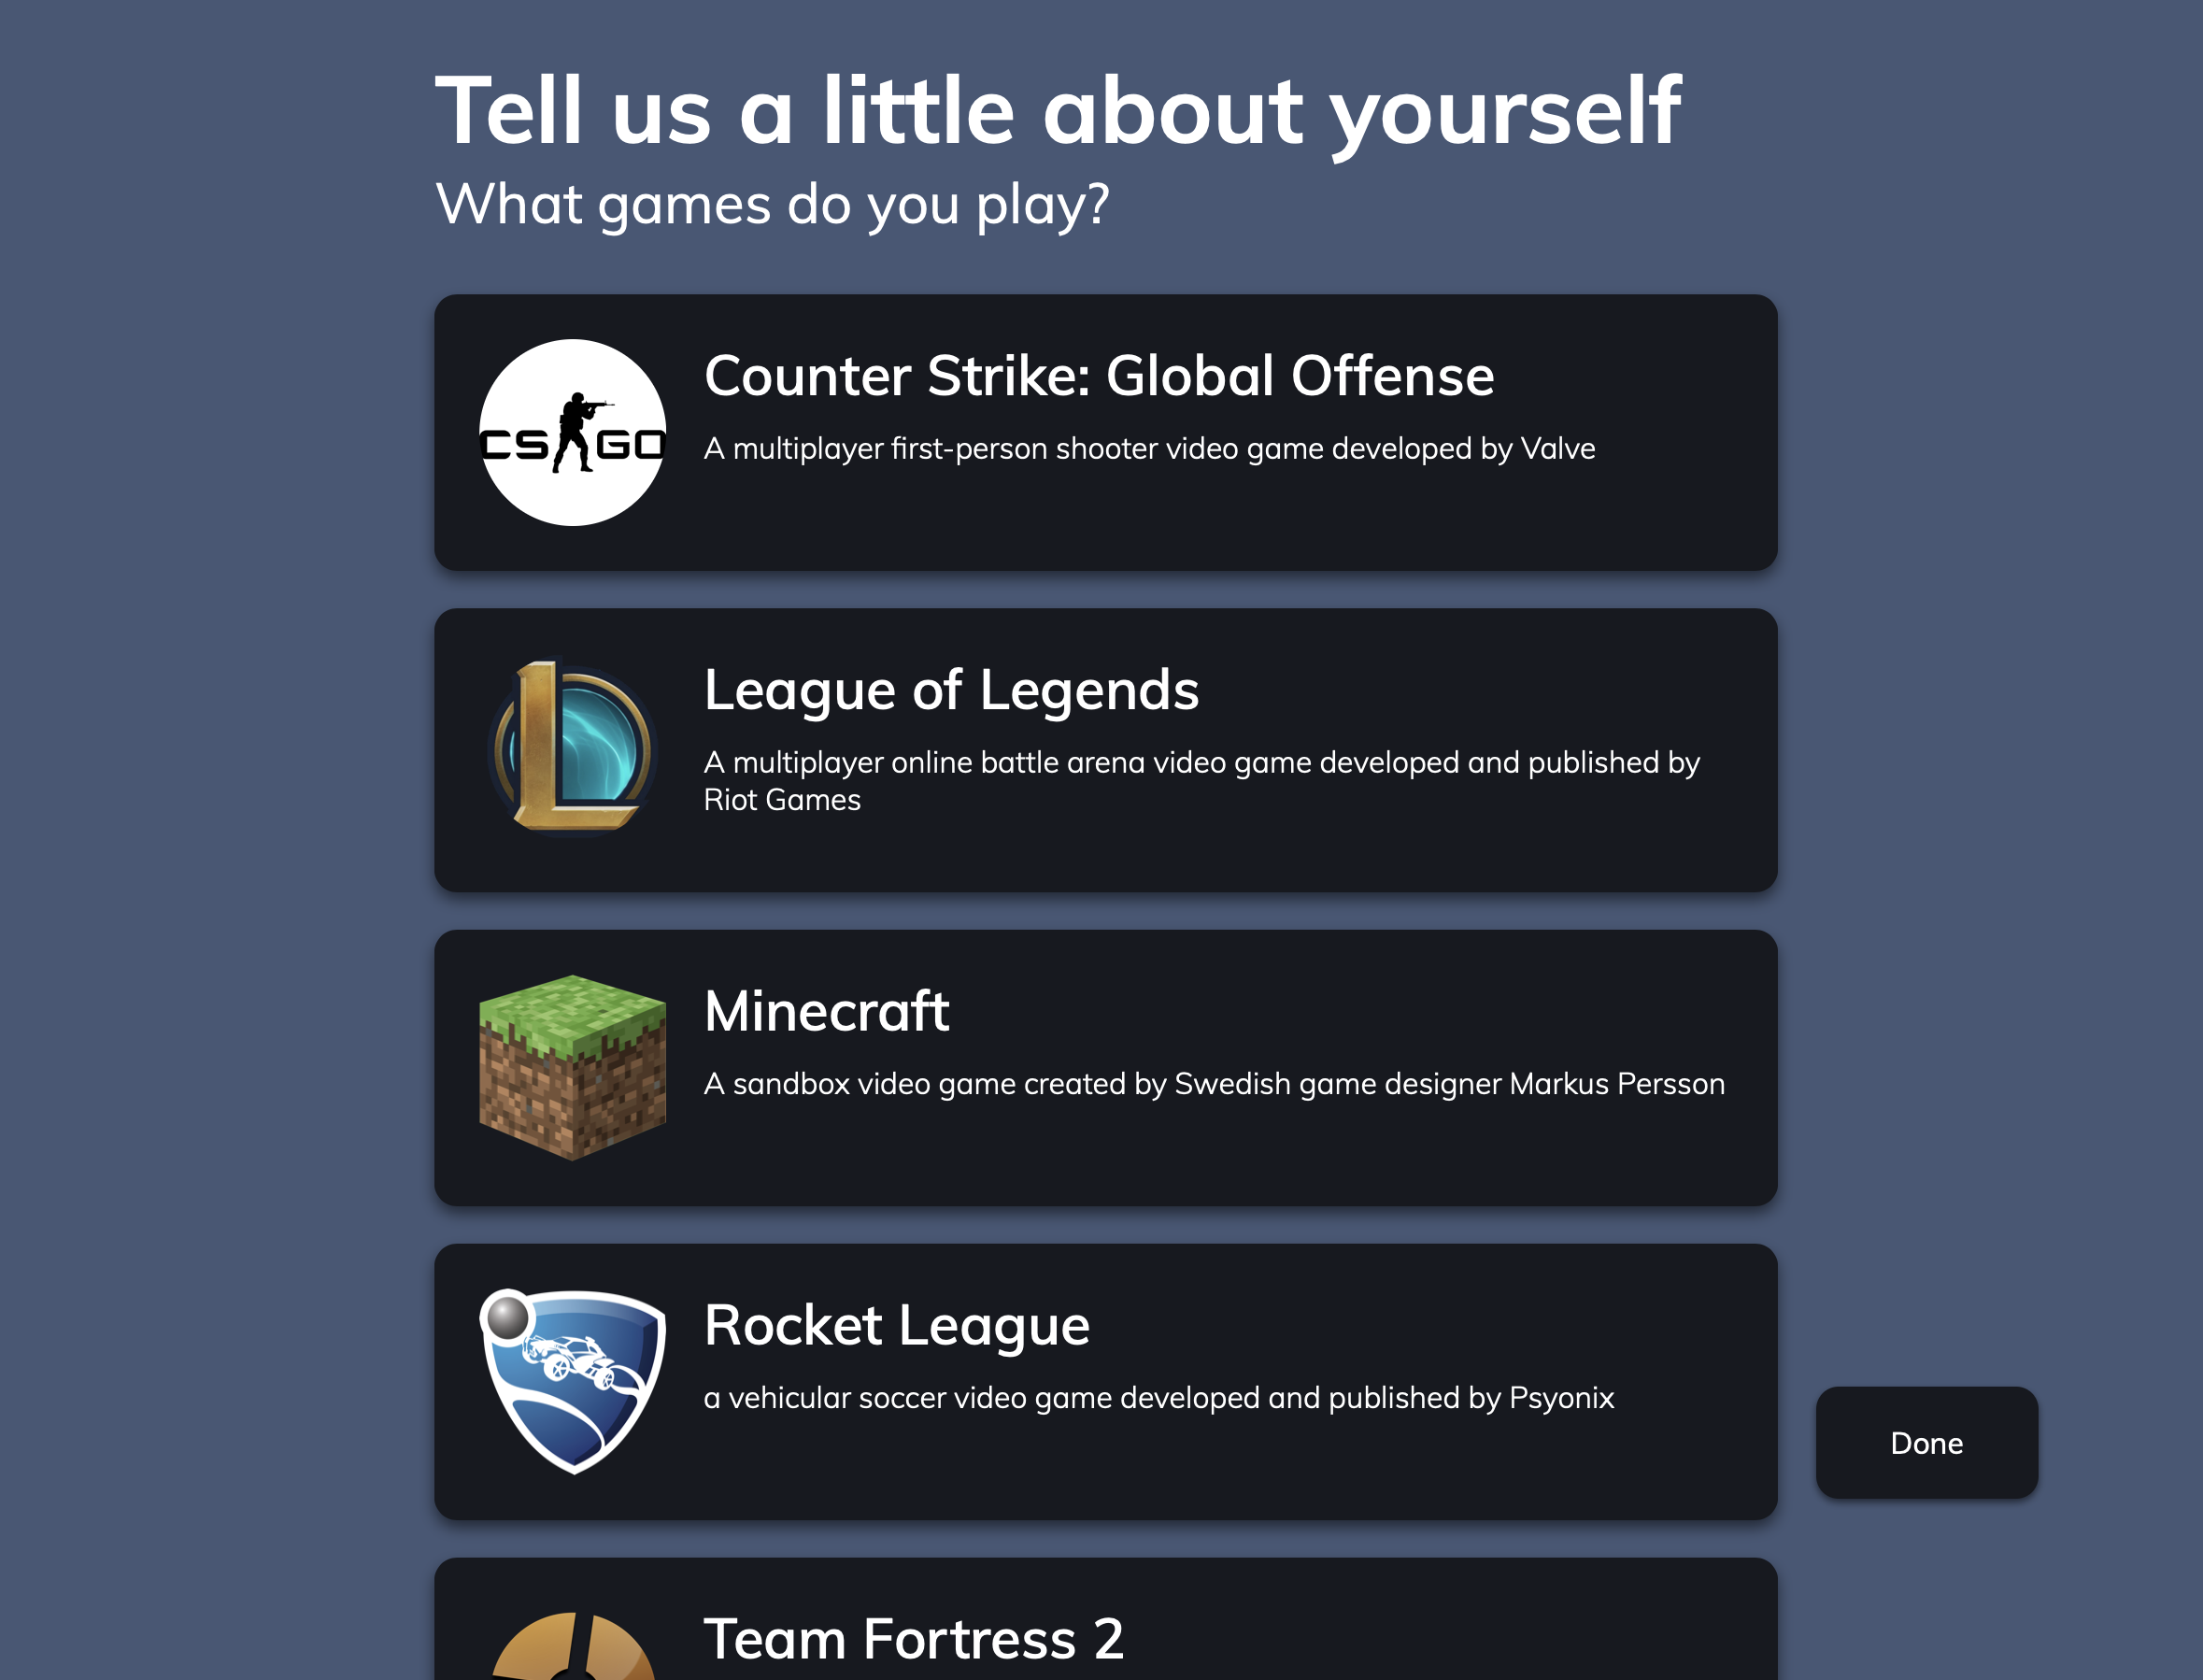 Tell us a little about yourself
What games do you play?
CS GO
Counter Strike: Global Offense
A multiplayer first-person shooter video game developed by Valve
L
League of Legends
A multiplayer online battle arena video game developed and published by
Riot Games
Minecraft
A sandbox video game created by Swedish game designer Markus Persson
Rocket League
a vehicular soccer video game developed and published by Psyonix
Done
Team Fortress 2